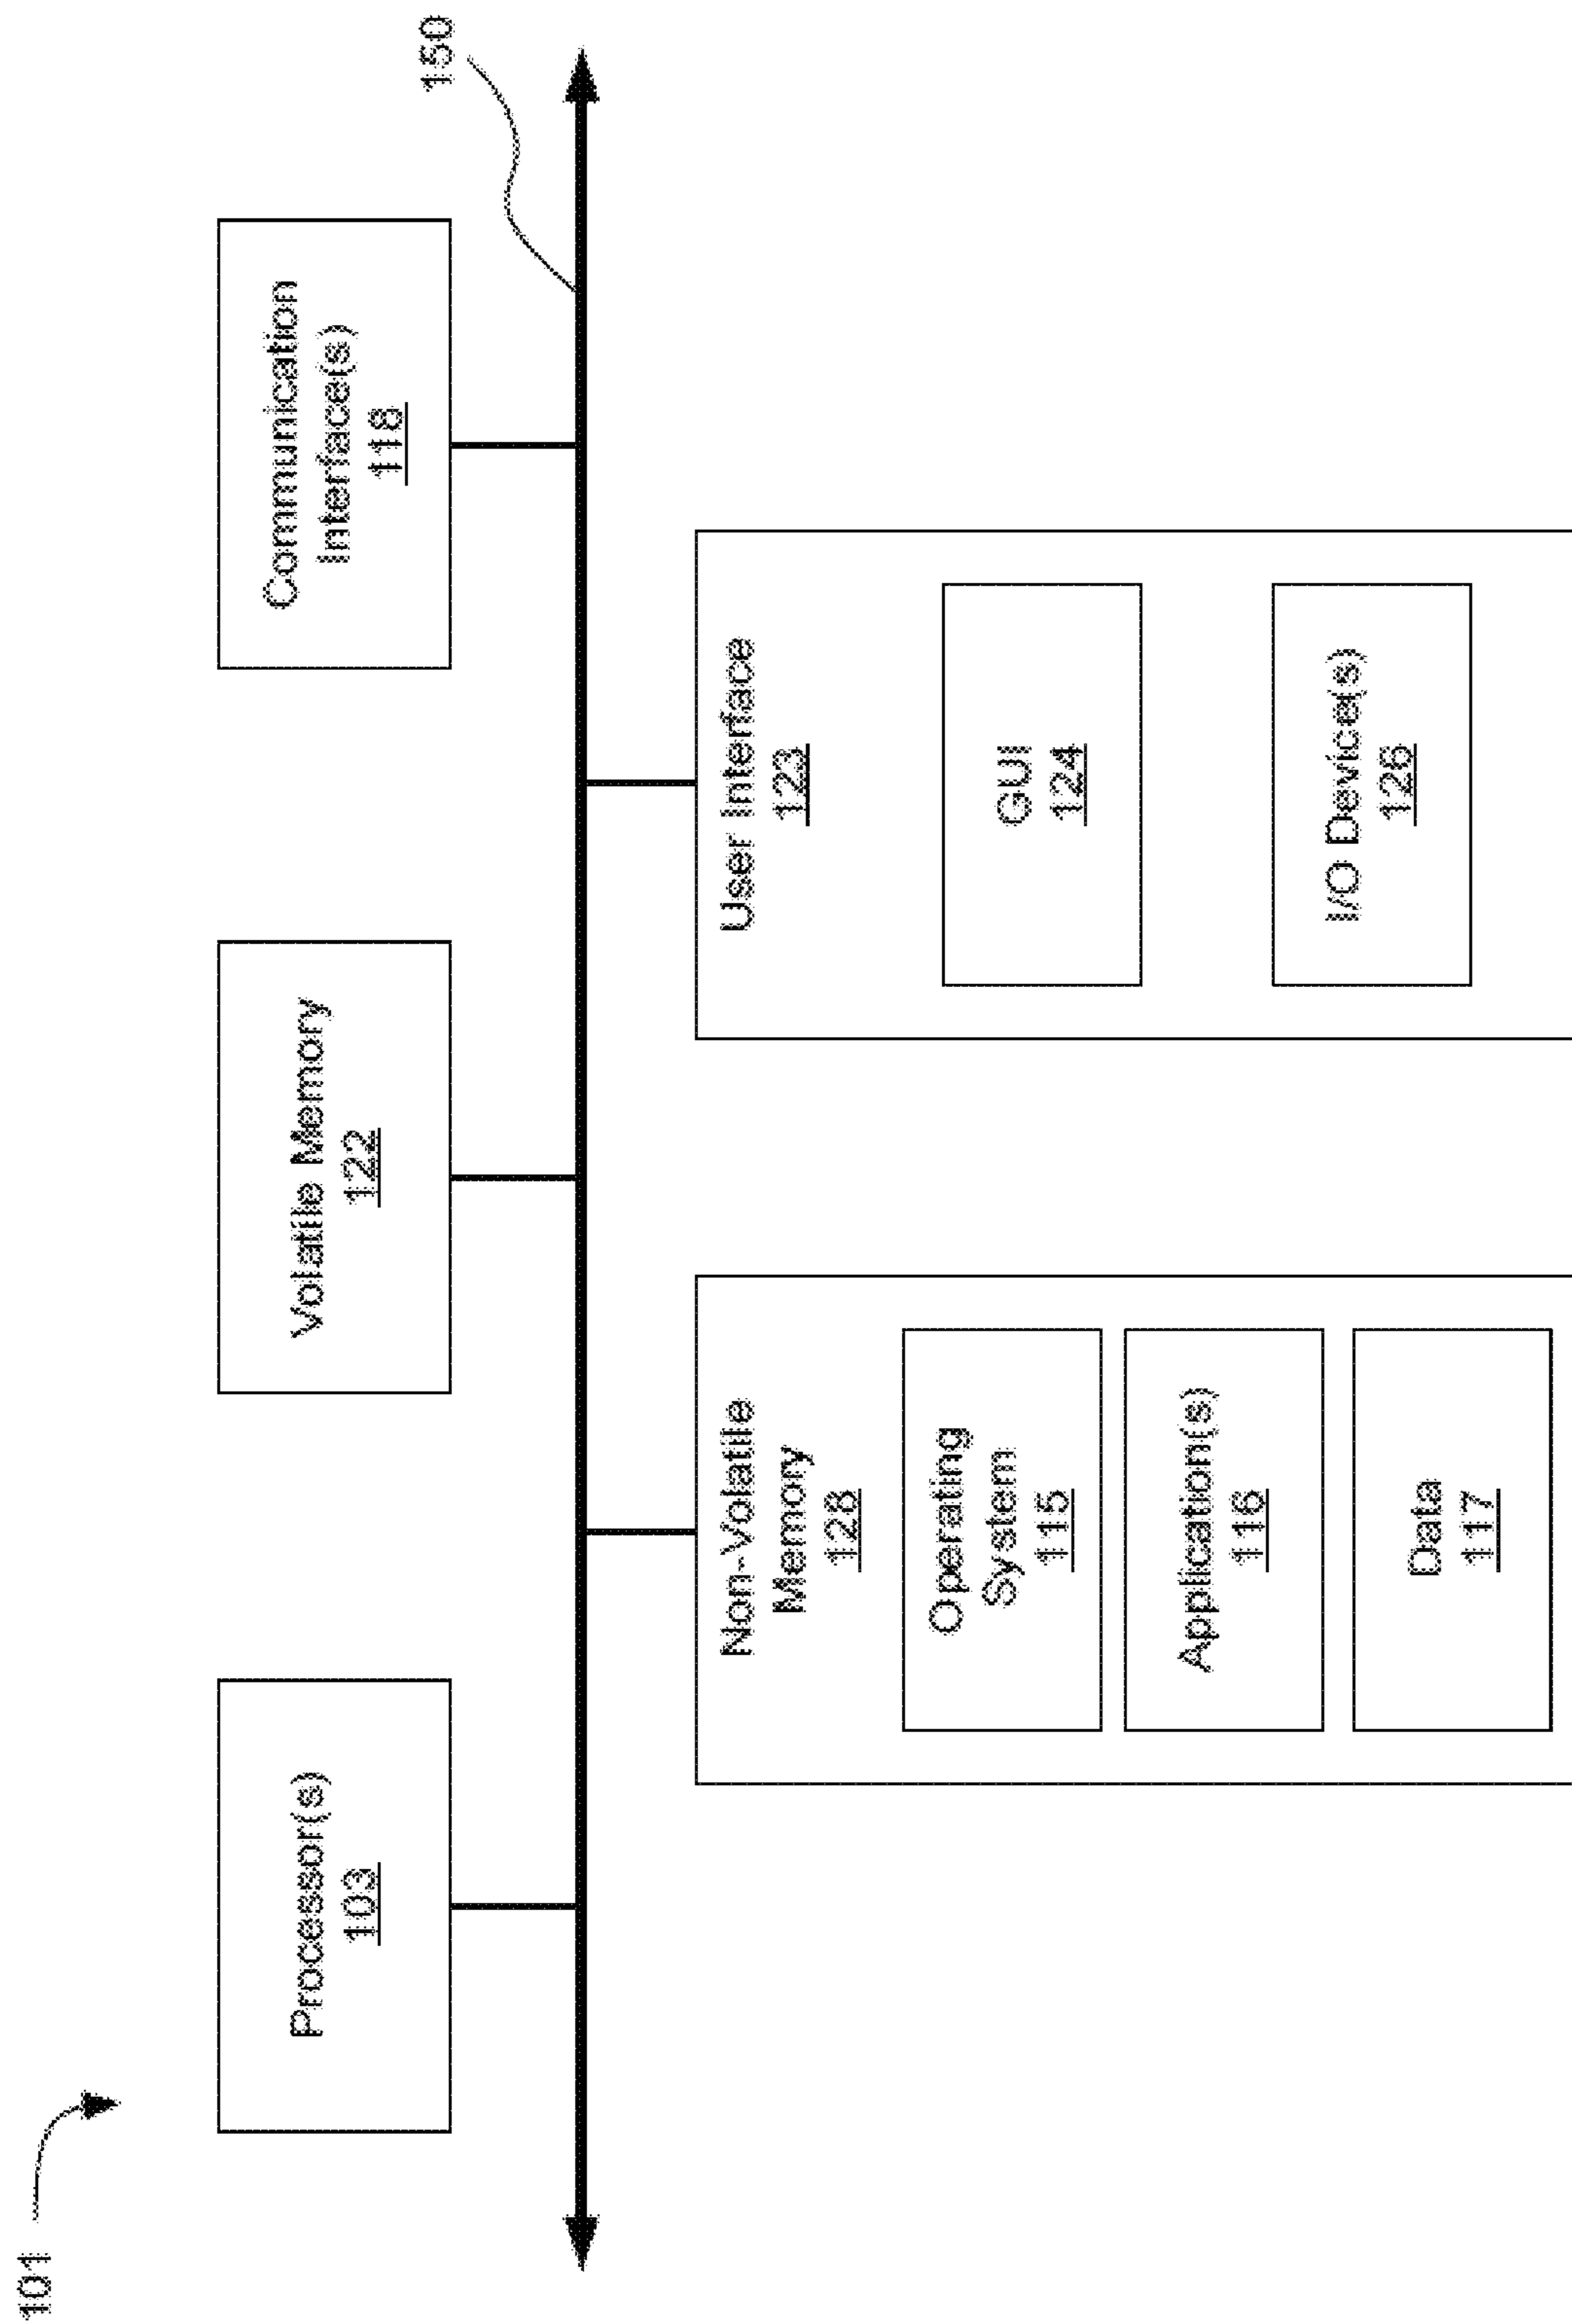 101
Processor(s)
103
Volatile Memory
122
Communication
Interface(s)
118
150
Non-Volatile
Memory
128
Operating
System
115
Application(s)
116
Data
117
User Interface
123
GUI
124
I/O Device(s)
126